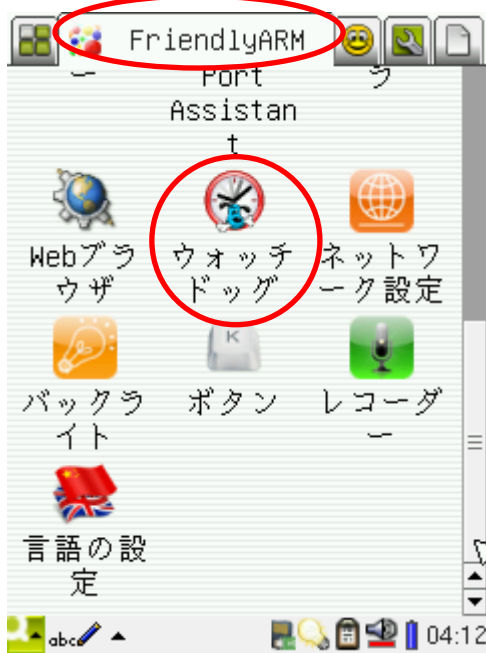 FriendlyARM
Port
Assistan
t
Webブラ
ウザ
ウォッチ
ドッグ
ネットワ
ーク設定
K
バックラ
イト
ボタン
レコーダ
ー
言語の設
定
abc
04:12